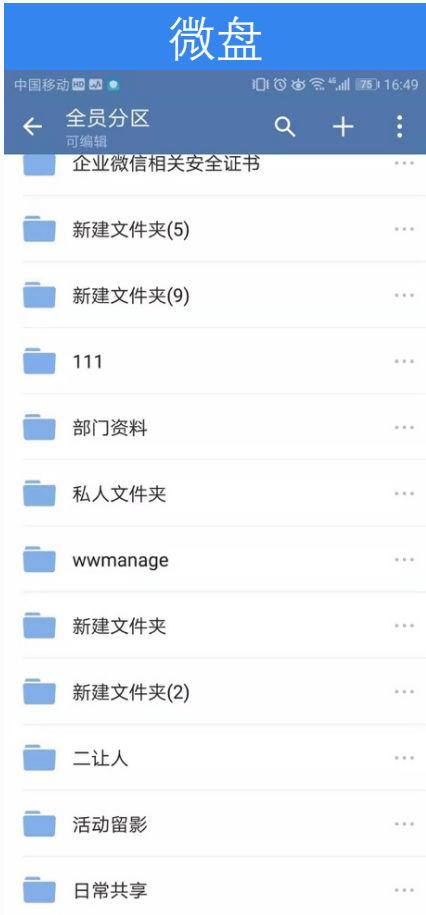 微盘
中国移动 HD 4G 75 16:49
全员分区
可编辑
企业微信相关安全证书
新建文件夹(5)
新建文件夹(9)
111
部门资料
私人文件夹
wwmanage
新建文件夹
新建文件夹(2)
二让人
活动留影
日常共享